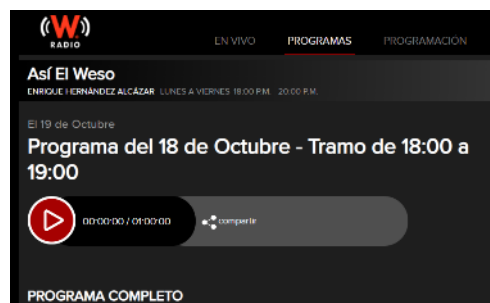 ((W))
RADIO
EN VIVO PROGRAMAS PROGRAMACIÓN
Así El Weso
ENRIQUE HERNÁNDEZ ALCÁZAR LUNES A VIERNES 18:00 P.M. 20:00 P.M.
El 19 de Octubre
Programa del 18 de Octubre - Tramo de 18:00 a
19:00
00:00:00 / 01:00:00 compartir
PROGRAMA COMPLETO